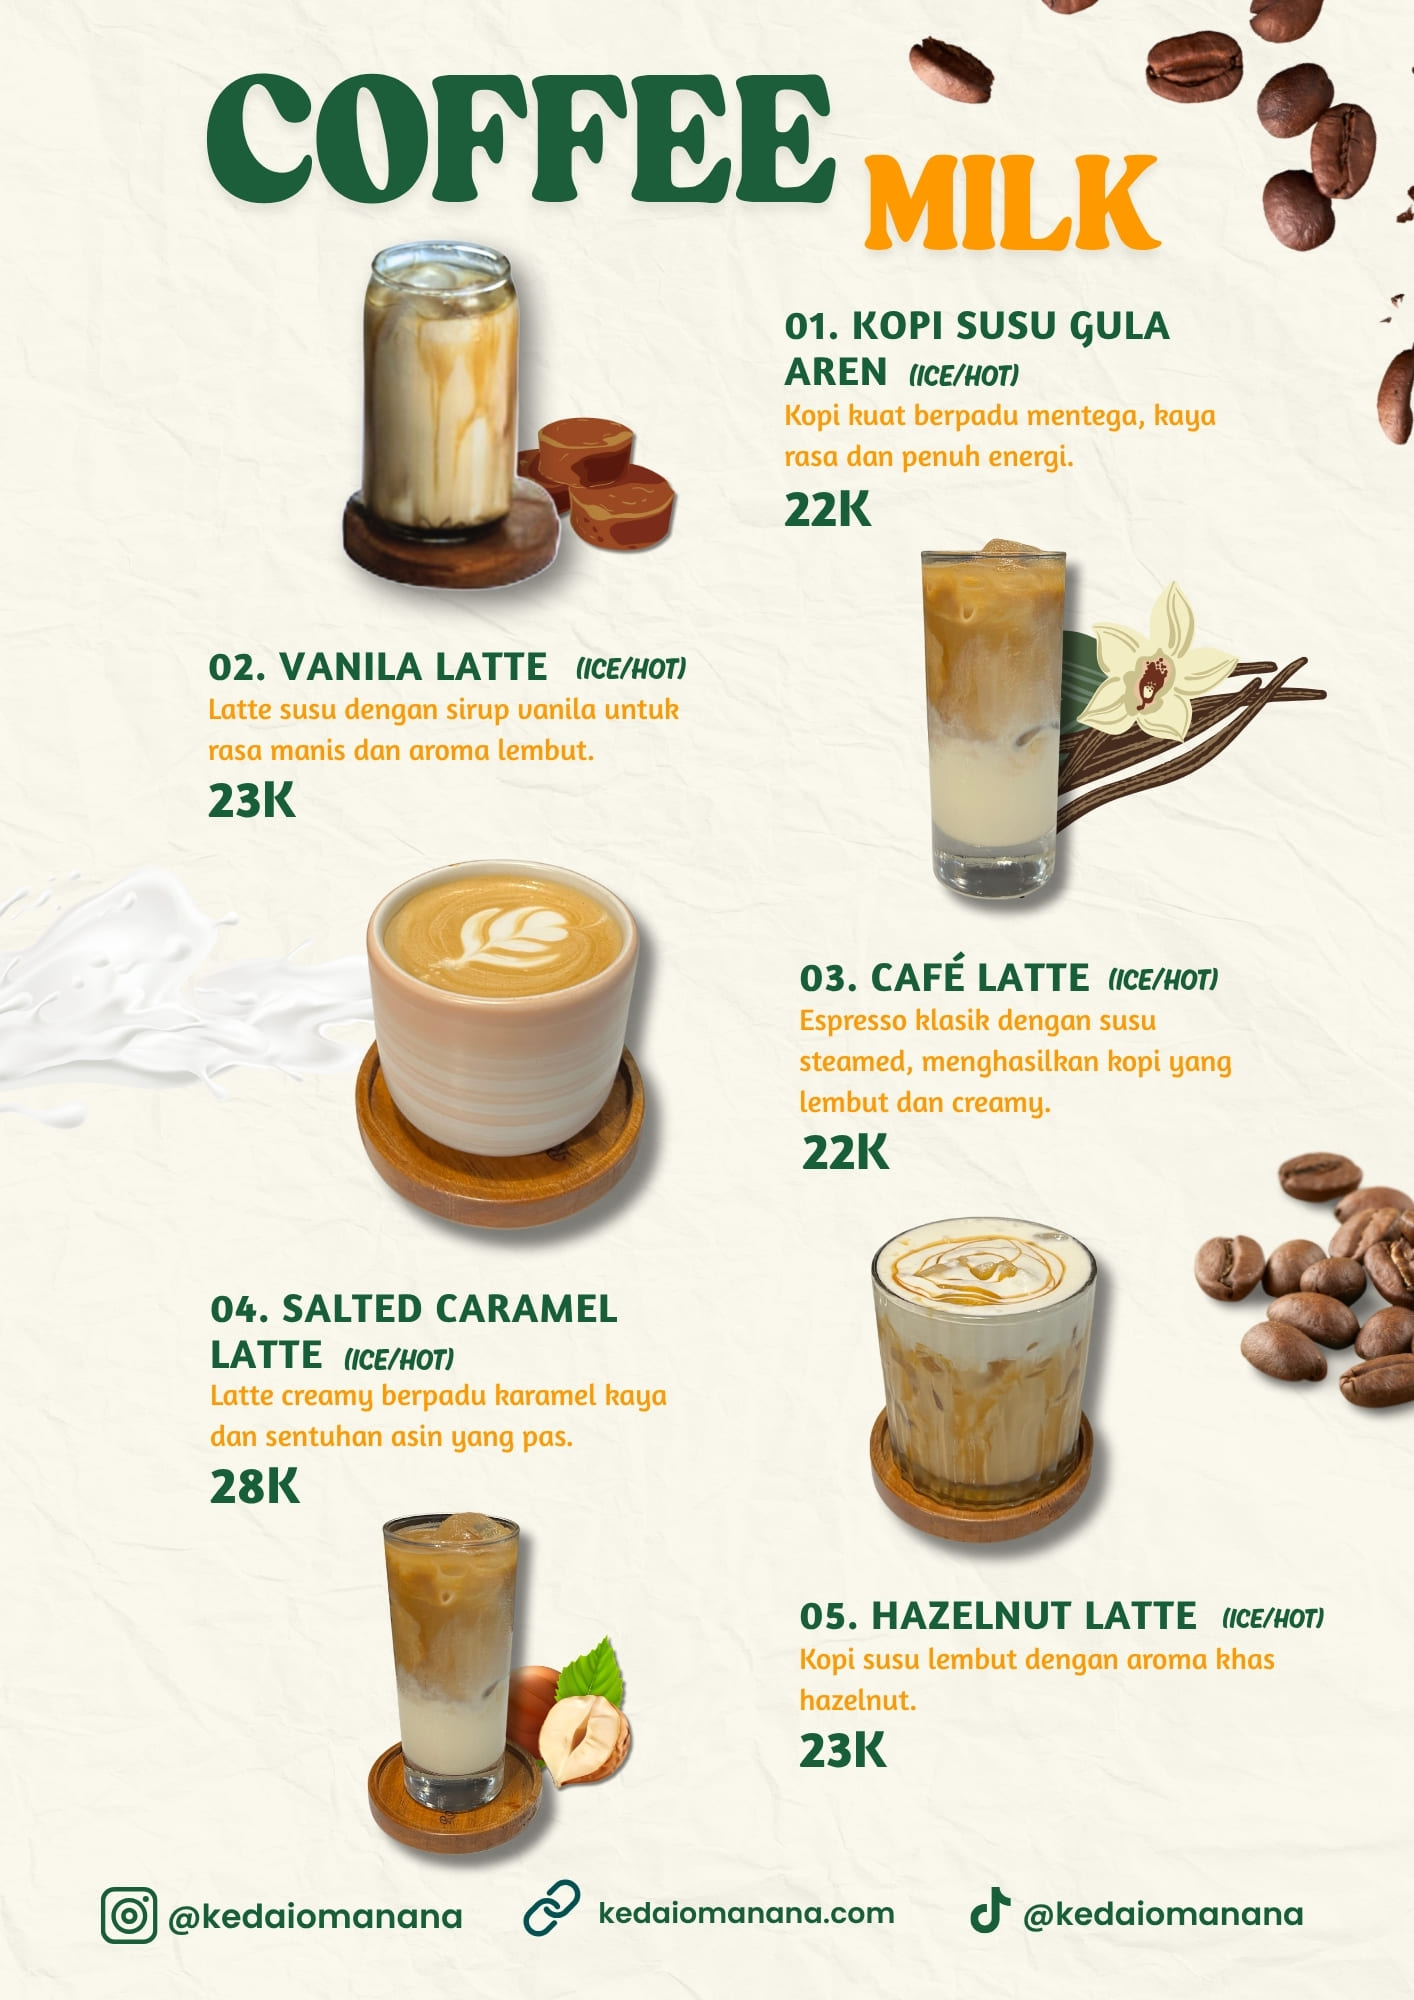 COFFEE
MILK
01. KOPI SUSU GULA
AREN (ICE/HOT)
Kopi kuat berpadu mentega, kaya
rasa dan penuh energi.
22K
02. VANILA LATTE (ICE/HOT)
Latte susu dengan sirup vanila untuk
rasa manis dan aroma lembut.
23K
03. CAFÉ LATTE (ICE/HOT)
Espresso klasik dengan susu
steamed, menghasilkan kopi yang
lembut dan creamy.
22K
04. SALTED CARAMEL
LATTE (ICE/HOT)
Latte creamy berpadu karamel kaya
dan sentuhan asin yang pas.
28K
05. HAZELNUT LATTE (ICE/HOT)
Kopi susu lembut dengan aroma khas
hazelnut.
23K
@kedaiomanana
kedaiomanana.com
@kedaiomanana